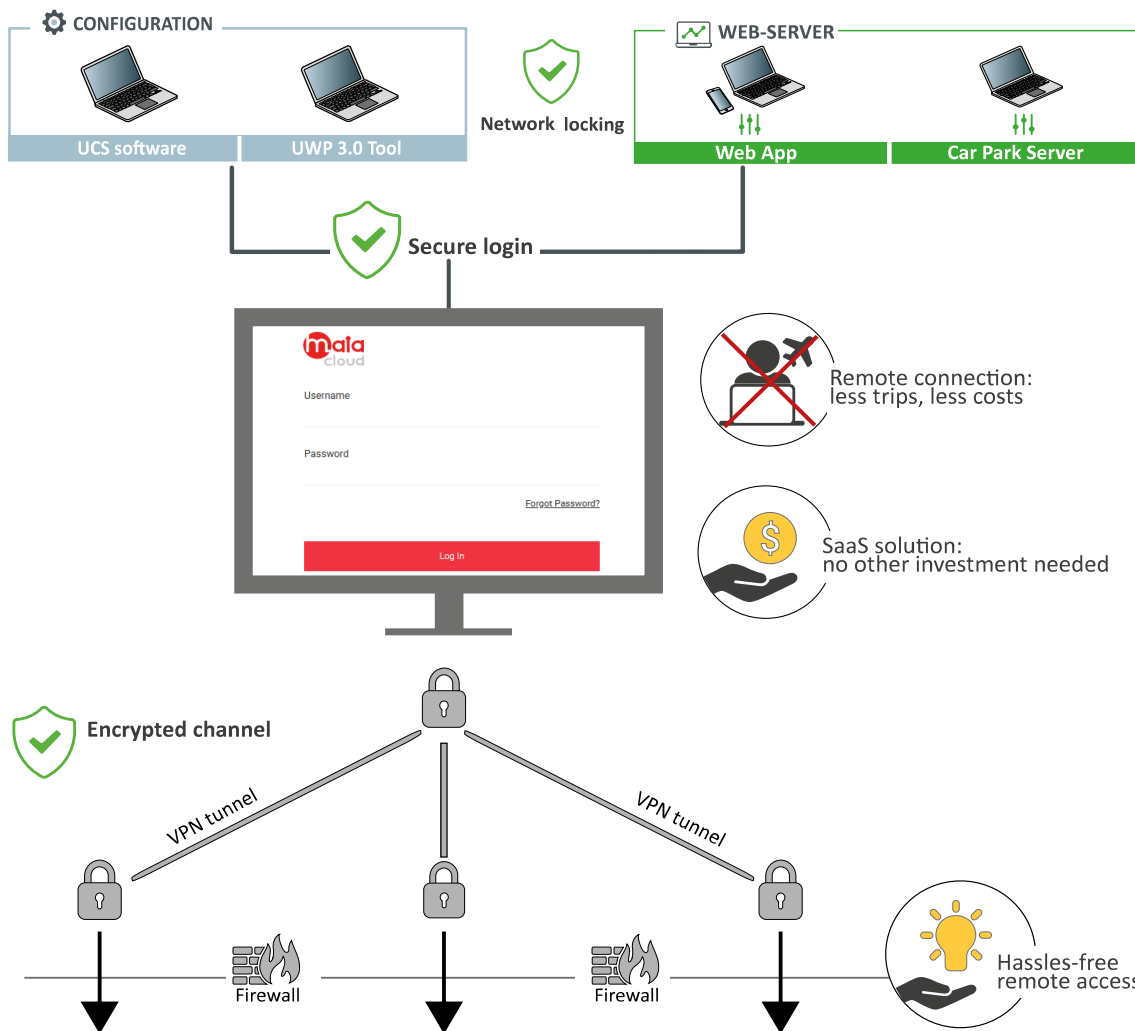 CONFIGURATION
WEB-SERVER
Network locking
UCS software
UWP 3.0 Tool
Web App
Car Park Server
Secure login
maia
cloud
Username
Password
Forgot Password?
Log In
Remote connection:
less trips, less costs
$
SaaS solution:
no other investment needed
Encrypted channel
VPN tunnel
VPN tunnel
Firewall
Firewall
Hassles-free
remote access